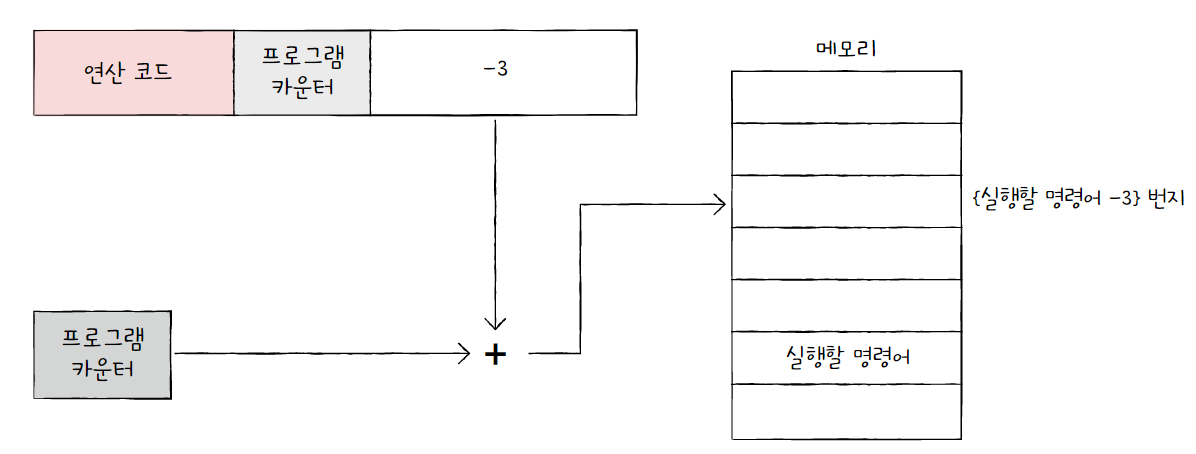 연산 코드
프로그램
카운터
-3
메모리
{실행할 명령어 -3} 번지
프로그램
카운터
+
실행할 명령어